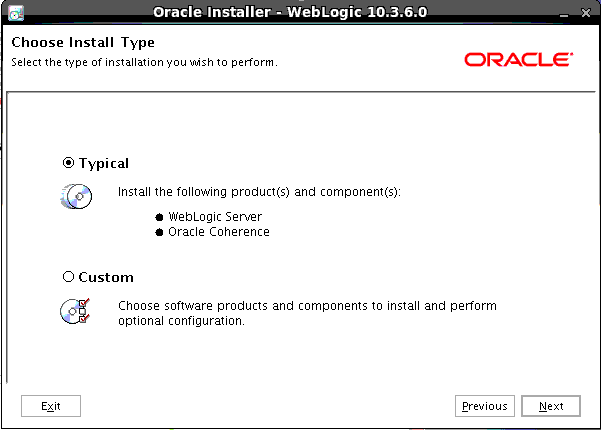 Oracle Installer - WebLogic 10.3.6.0
Choose Install Type
Select the type of installation you wish to perform.
ORACLE
Typical
Install the following product(s) and component(s):
WebLogic Server
Oracle Coherence
Custom
Choose software products and components to install and perform
optional configuration.
Exit
Previous
Next